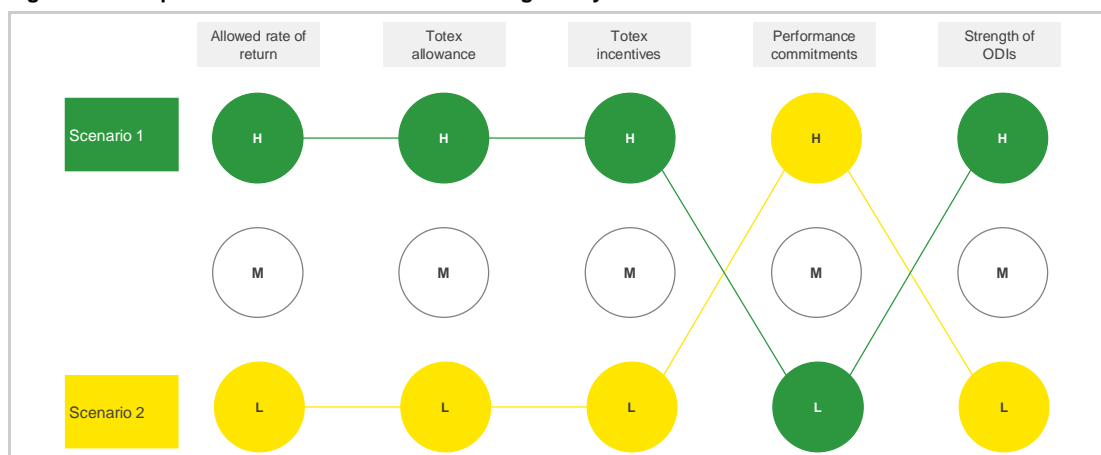 Allowed rate of
return
Totex
allowance
Totex
incentives
Performance
commitments
Strength of
ODIs
Scenario 1
H
H
H
H
H
M
M
M
M
M
Scenario 2
L
L
L
L
L